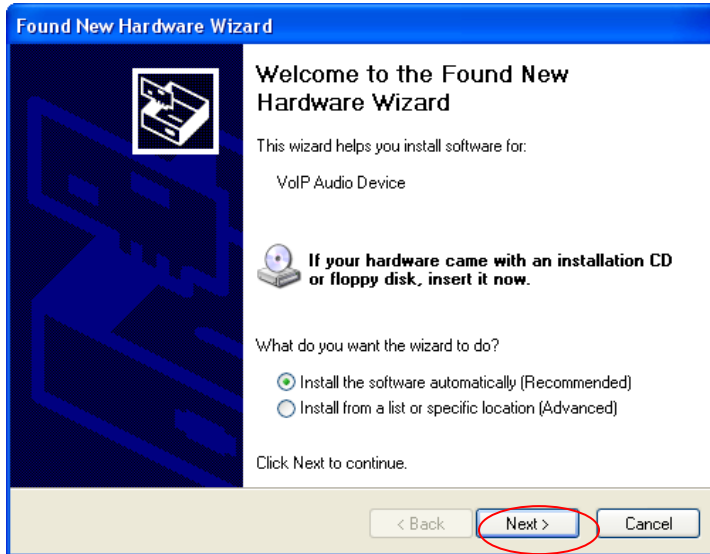 Found New Hardware Wizard
Welcome to the Found New
Hardware Wizard
This wizard helps you install software for:
VoIP Audio Device
If your hardware came with an installation CD
or floppy disk, insert it now.
What do you want the wizard to do?
Install the software automatically (Recommended)
Install from a list or specific location (Advanced)
Click Next to continue.
< Back Next > Cancel